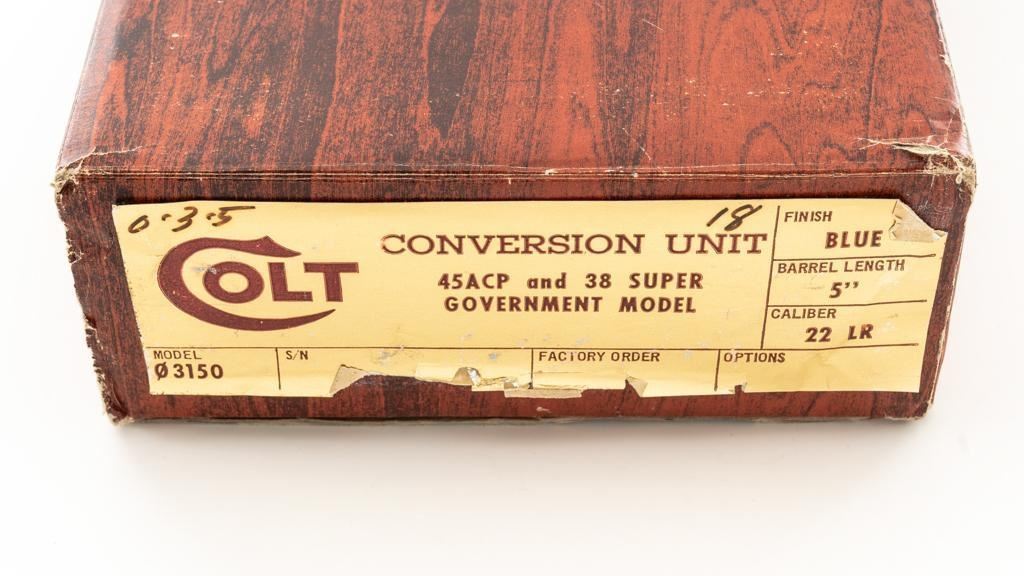 0-3-5
18
COLT
CONVERSION UNIT
45ACP and 38 SUPER
GOVERNMENT MODEL
FINISH
BLUE
BARREL LENGTH
5"
CALIBER
22 LR
MODEL
Ø3150
S/N
FACTORY ORDER
OPTIONS